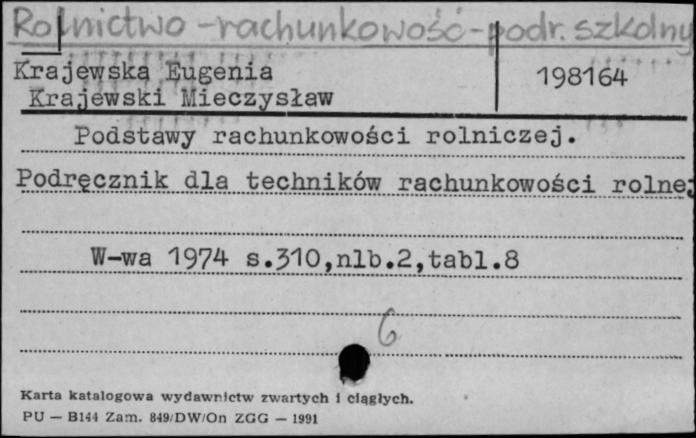 Rolnictwo - rachunkowość - podr. szkolny
Krajewska Eugenia
198164
Krajewski Mieczysław
Podstawy rachunkowości rolniczej.
Podręcznik dla techników rachunkowości rolnej
W-wa 1974 s.310,nlb.2,tabl.8
6
Karta katalogowa wydawnictw zwartych i ciągłych.
PU — B144 Zam. 849/DW/On ZGG — 1991